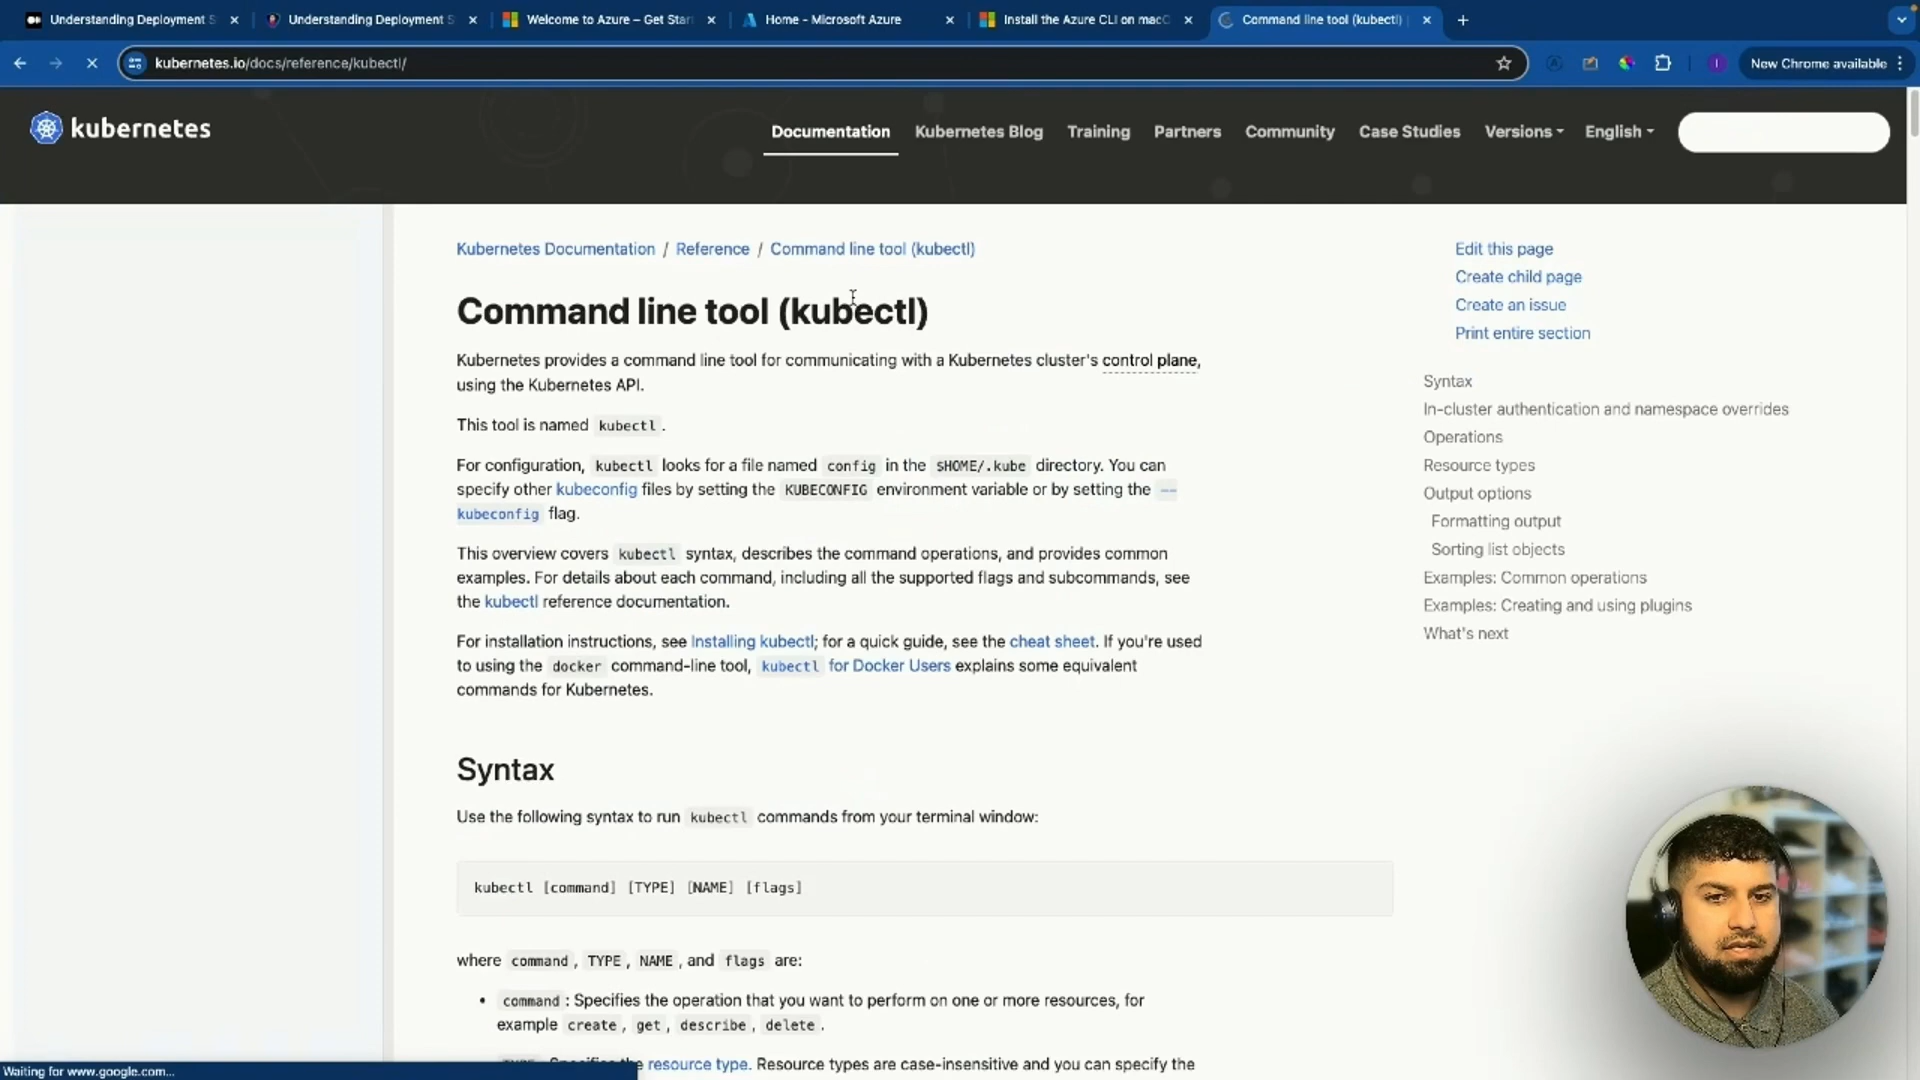 Understanding Deployment S
Understanding Deployment S
Welcome to Azure – Get Star
Home - Microsoft Azure
Install the Azure CLI on macO
Command line tool (kubectl)
kubernetes.io/docs/reference/kubectl/
New Chrome available
kubernetes
Documentation
Kubernetes Blog
Training
Partners
Community
Case Studies
Versions
English
Kubernetes Documentation / Reference / Command line tool (kubectl)
Command line tool (kubectl)
Kubernetes provides a command line tool for communicating with a Kubernetes cluster's control plane,
using the Kubernetes API.
This tool is named kubectl.
For configuration, kubectl looks for a file named config in the $HOME/.kube directory. You can
specify other kubeconfig files by setting the KUBECONFIG environment variable or by setting the --
kubeconfig flag.
This overview covers kubectl syntax, describes the command operations, and provides common
examples. For details about each command, including all the supported flags and subcommands, see
the kubectl reference documentation.
For installation instructions, see Installing kubectl; for a quick guide, see the cheat sheet. If you're used
to using the docker command-line tool, kubectl for Docker Users explains some equivalent
commands for Kubernetes.
Syntax
Use the following syntax to run kubectl commands from your terminal window:
kubectl [command] [TYPE] [NAME] [flags]
where command, TYPE, NAME, and flags are:
• command: Specifies the operation that you want to perform on one or more resources, for
example create, get, describe, delete.
Specifies the resource type. Resource types are case-insensitive and you can specify the
Edit this page
Create child page
Create an issue
Print entire section
Syntax
In-cluster authentication and namespace overrides
Operations
Resource types
Output options
Formatting output
Sorting list objects
Examples: Common operations
Examples: Creating and using plugins
What's next
Waiting for www.google.com...